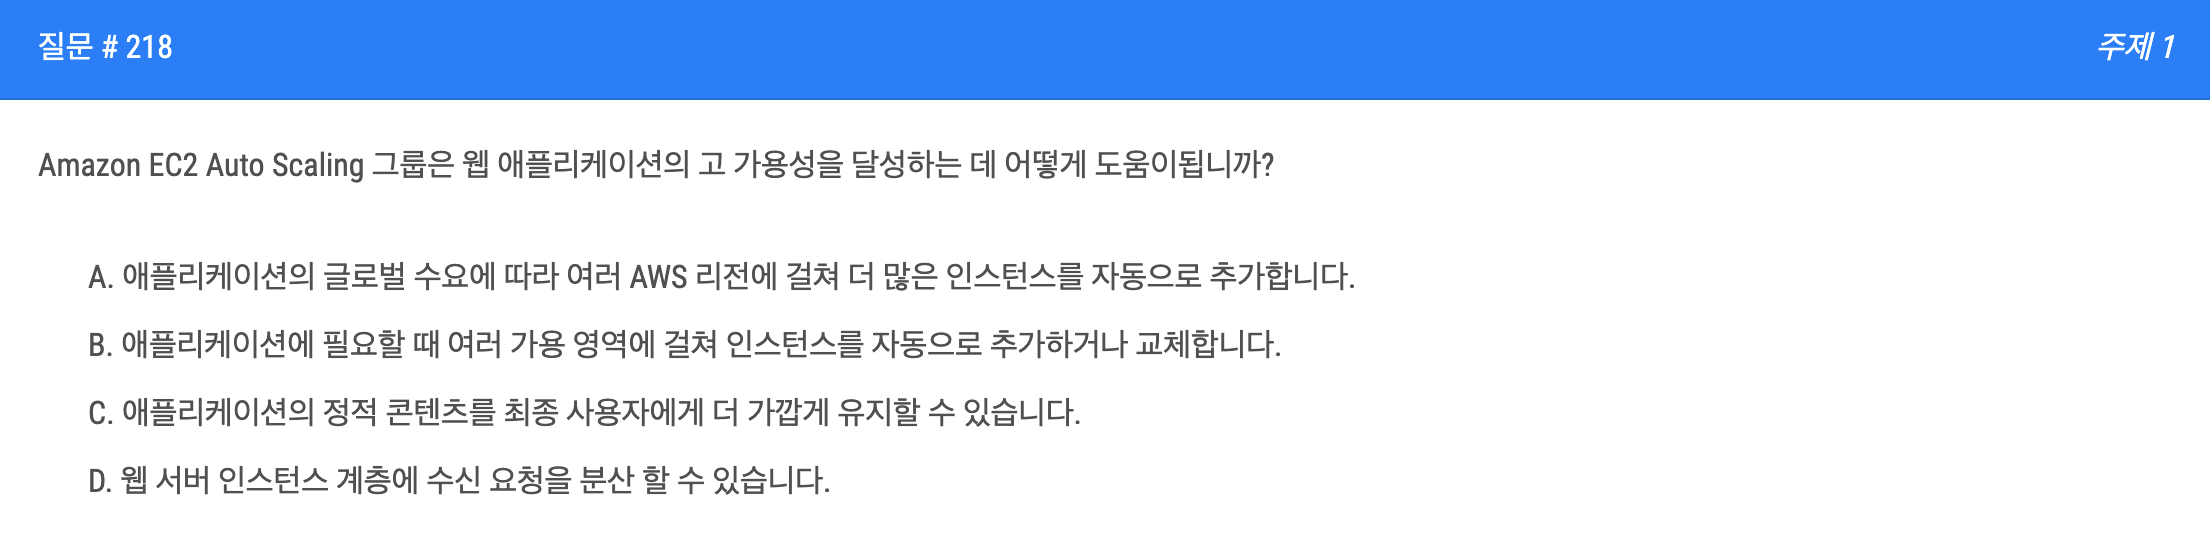 질문 # 218
주제 1
Amazon EC2 Auto Scaling 그룹은 웹 애플리케이션의 고 가용성을 달성하는 데 어떻게 도움이됩니까?
A. 애플리케이션의 글로벌 수요에 따라 여러 AWS 리전에 걸쳐 더 많은 인스턴스를 자동으로 추가합니다.
B. 애플리케이션에 필요할 때 여러 가용 영역에 걸쳐 인스턴스를 자동으로 추가하거나 교체합니다.
C. 애플리케이션의 정적 콘텐츠를 최종 사용자에게 더 가깝게 유지할 수 있습니다.
D. 웹 서버 인스턴스 계층에 수신 요청을 분산 할 수 있습니다.